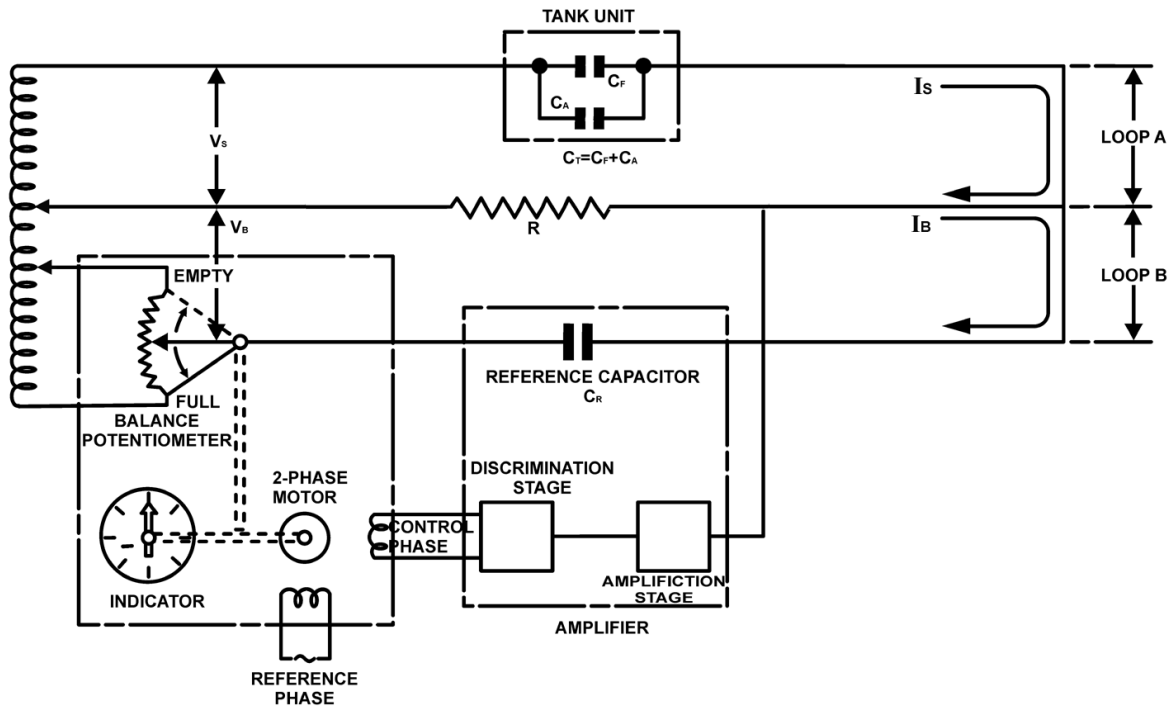 TANK UNIT
CF
CA
CT=CF+CA
VS
IS
LOOP A
R
VB
IB
LOOP B
EMPTY
FULL
BALANCE
POTENTIOMETER
REFERENCE CAPACITOR
CR
DISCRIMINATION
STAGE
2-PHASE
MOTOR
CONTROL
PHASE
AMPLIFICTION
STAGE
INDICATOR
AMPLIFIER
REFERENCE
PHASE